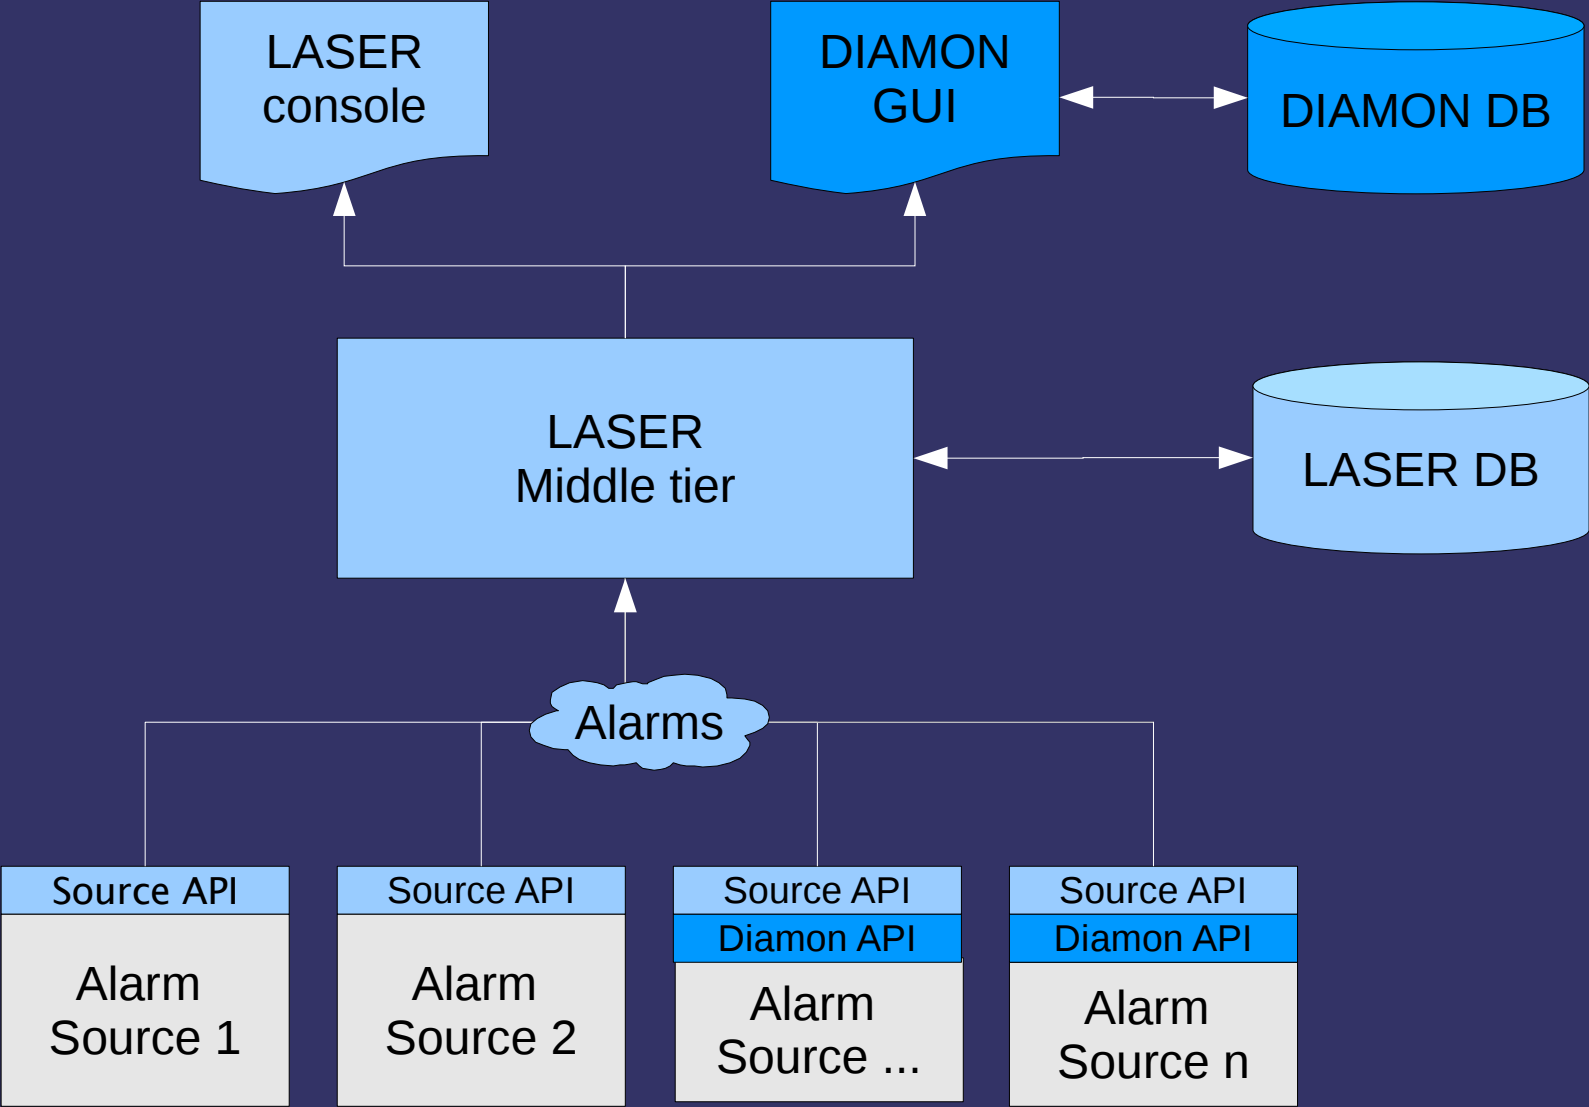 LASER
console
DIAMON
GUI
DIAMON DB
LASER
Middle tier
LASER DB
Alarms
Source API
Alarm
Source 1
Source API
Alarm
Source 2
Source API
Diamon API
Alarm
Source ...
Source API
Diamon API
Alarm
Source n